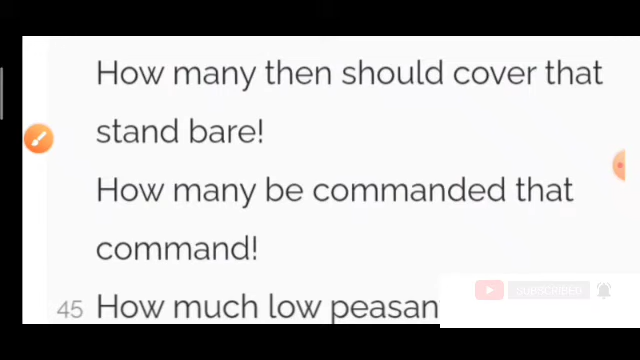 How many then should cover that
stand bare!
How many be commanded that
command!
45 How much low peasan
SUBSCRIBED